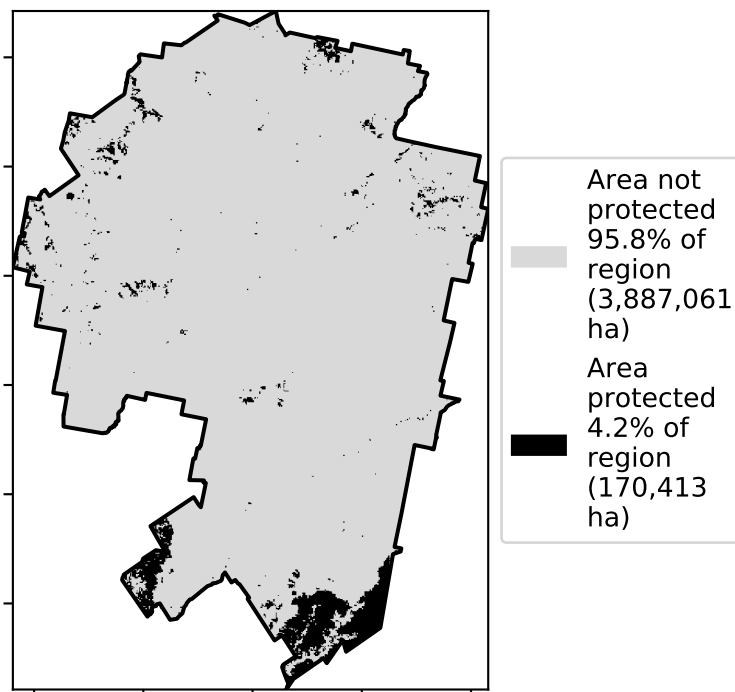 Area not
protected
95.8% of
region
(3,887,061
ha)
Area
protected
4.2% of
region
(170,413
ha)